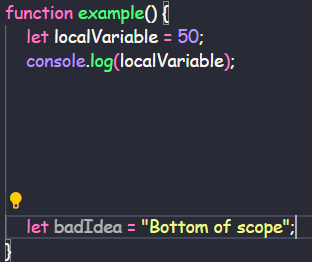 function example() {
let localVariable = 50;
console.log(localVariable);
let badIdea = "Bottom of scope";
}